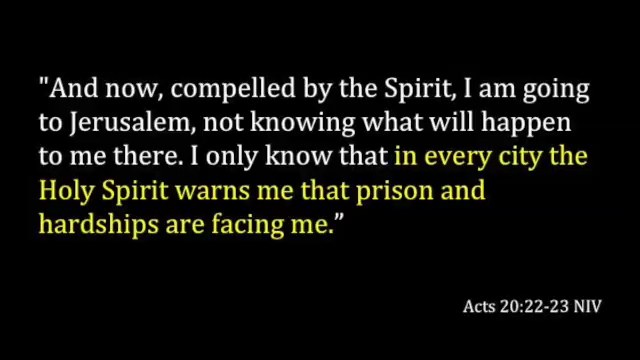 "And now, compelled by the Spirit, I am going
to Jerusalem, not knowing what will happen
to me there. I only know that in every city the
Holy Spirit warns me that prison and
hardships are facing me.”
Acts 20:22-23 NIV